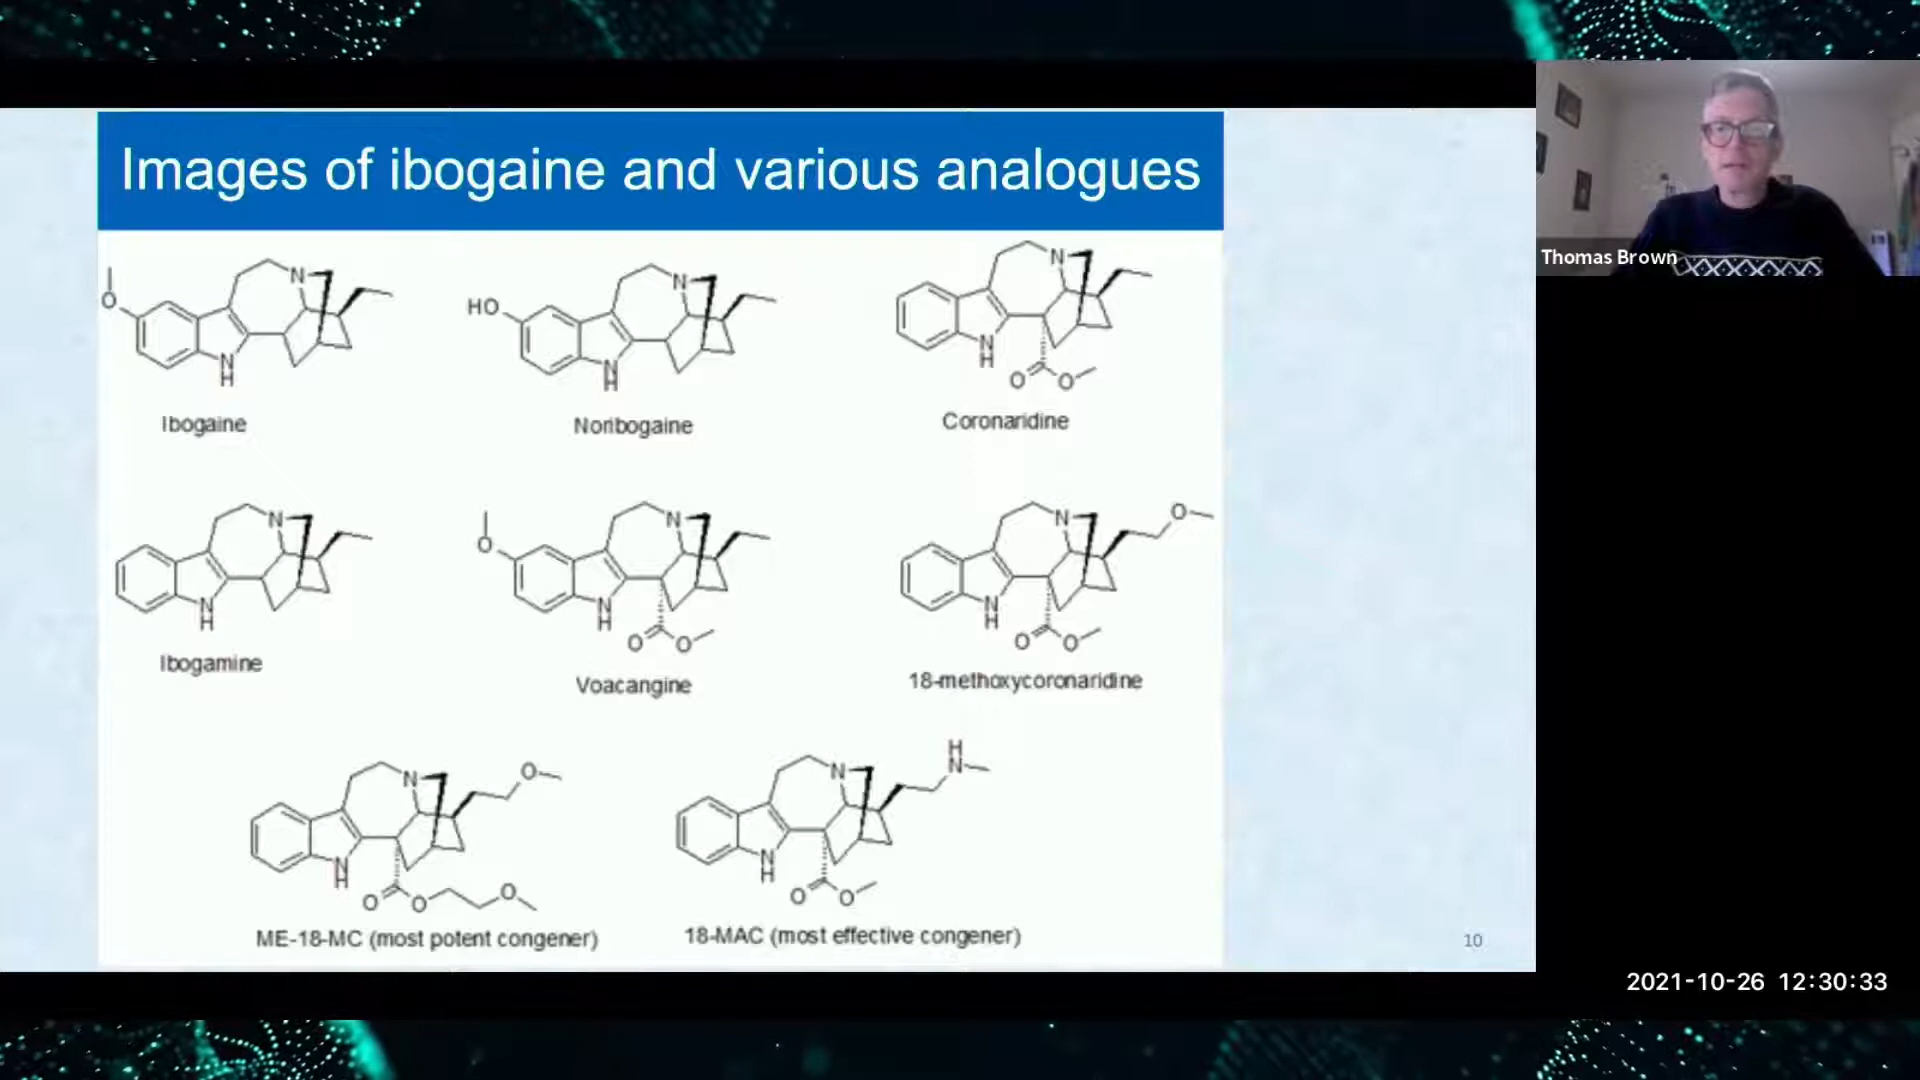 Images of ibogaine and various analogues
Thomas Brown
O
N
N
H
Ibogaine
HO
N
N
H
Noribogaine
N
N
H
O
O
Coronaridine
N
N
H
Ibogamine
O
N
N
H
O
O
Voacangine
O
N
N
H
O
O
18-methoxycoronaridine
O
N
N
H
O
O
O
ME-18-MC (most potent congener)
H
N
N
N
H
O
O
18-MAC (most effective congener)
10
2021-10-26 12:30:33